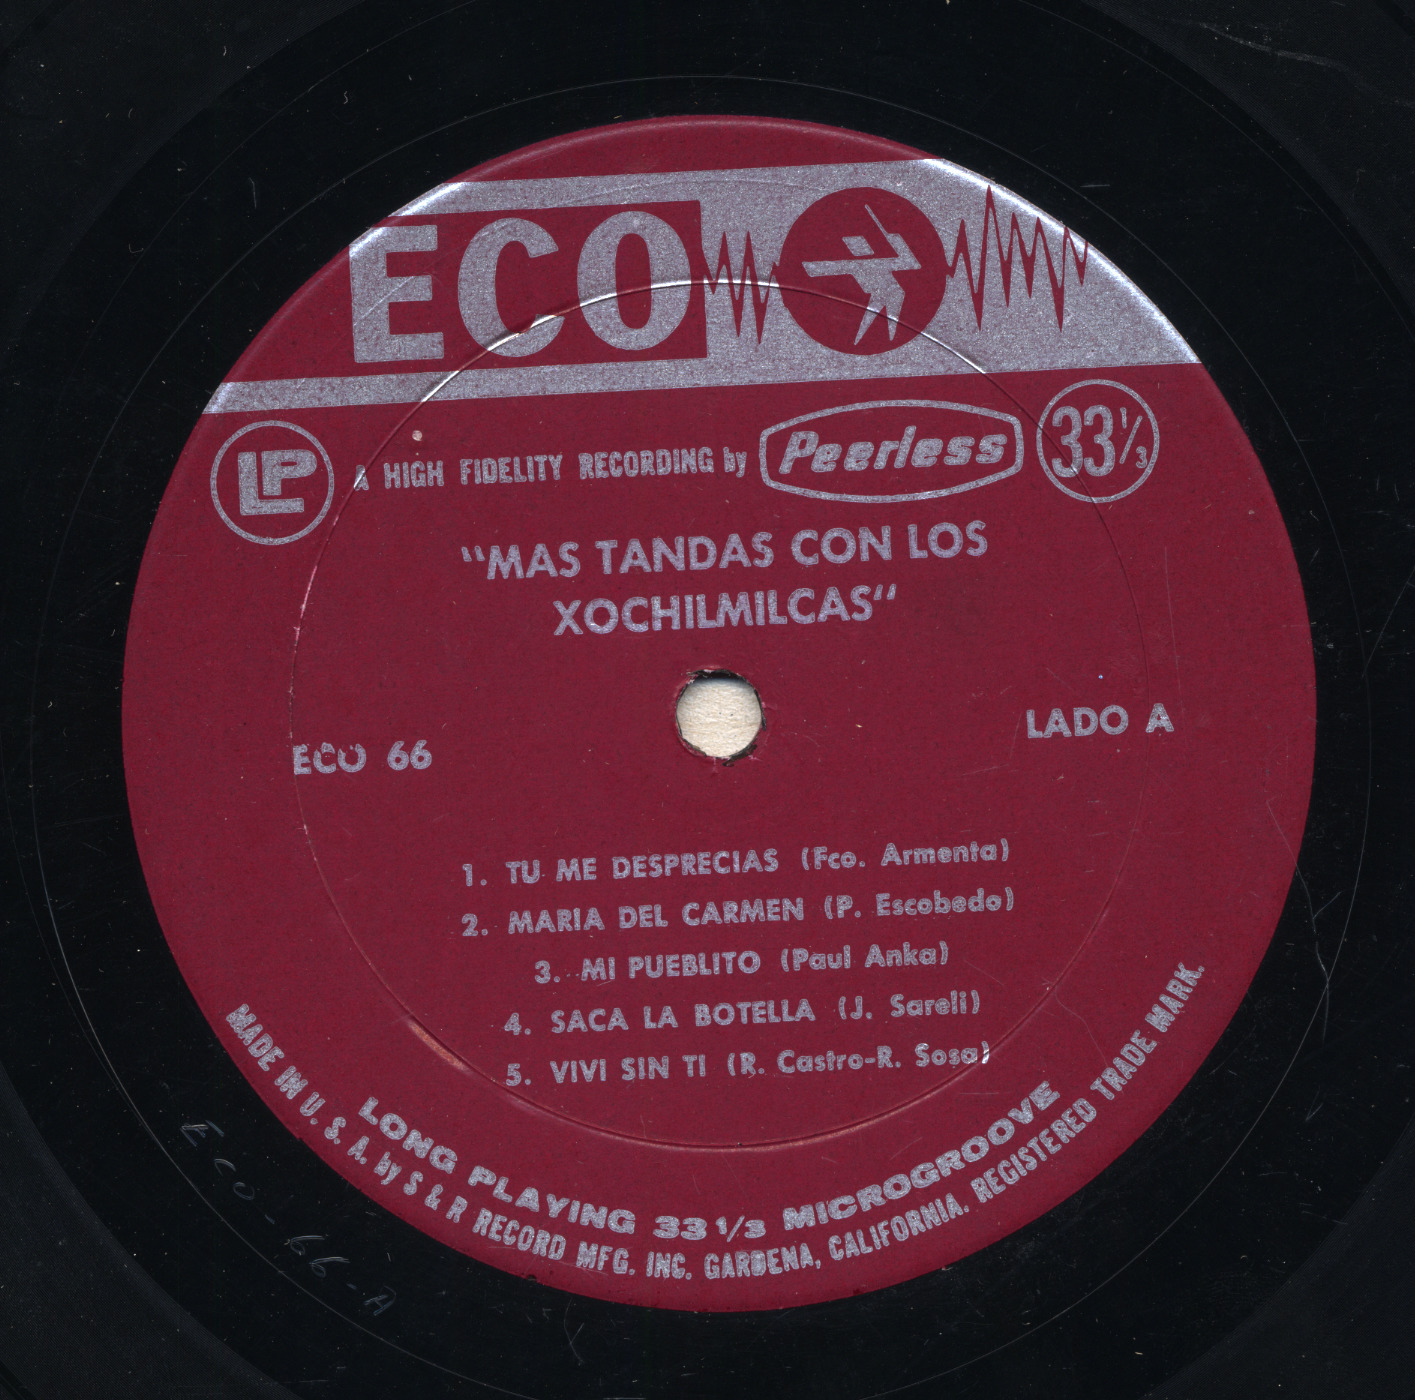 ECO
LP
A HIGH FIDELITY RECORDING by Peerless 33 1/3
"MAS TANDAS CON LOS
XOCHILMILCAS"
ECO 66
LADO A
1. TU ME DESPRECIAS (Fco. Armenta)
2. MARIA DEL CARMEN (P. Escobedo)
3. MI PUEBLITO (Paul Anka)
4. SACA LA BOTELLA (J. Sareli)
5. VIVI SIN TI (R. Castro-R. Sosa)
LONG PLAYING 33 1/3 MICROGROOVE
MADE IN U. S. A. by S & R RECORD MFG. INC. GARDENA, CALIFORNIA. REGISTERED TRADE MARK.
ECO-66-A